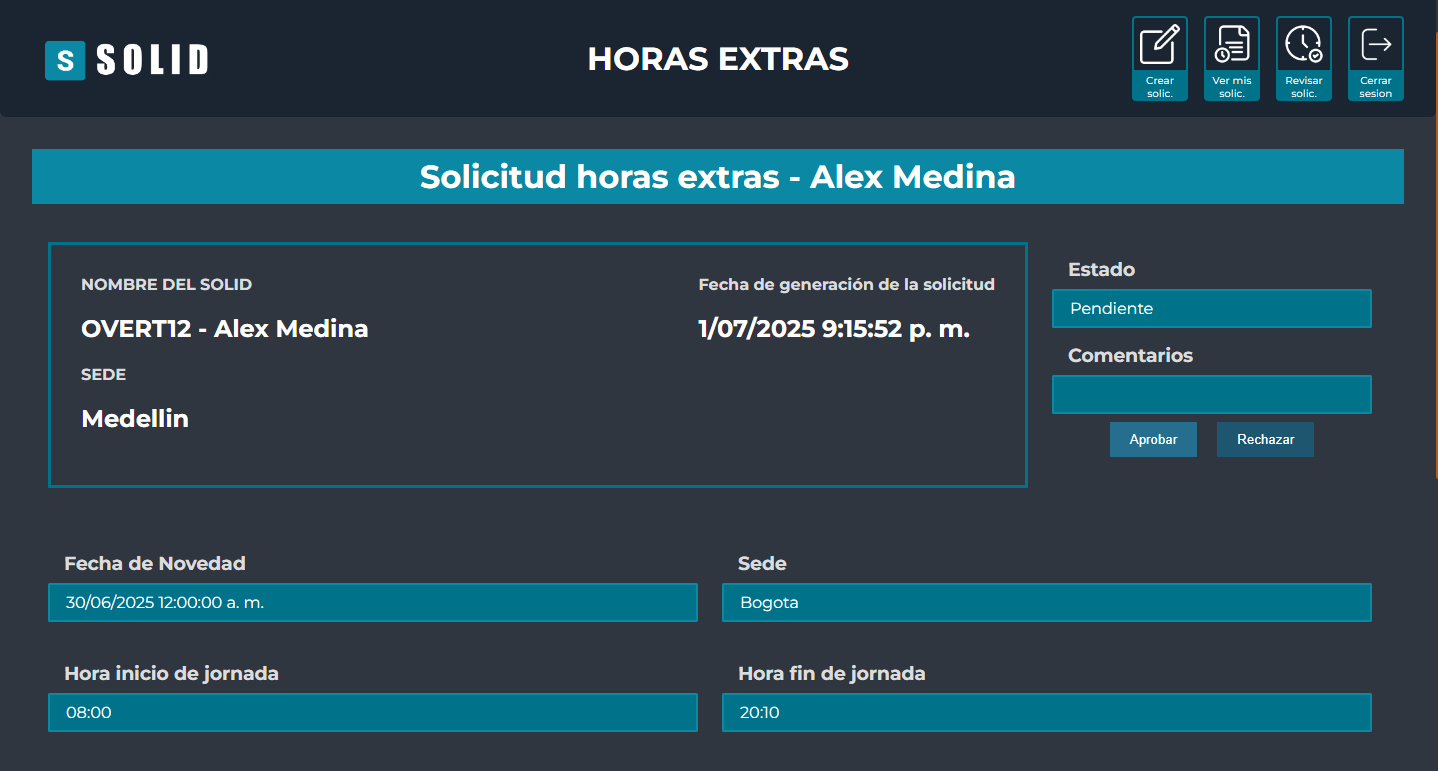 S SOLID
HORAS EXTRAS
Crear
solic.
Ver mis
solic.
Revisar
solic.
Cerrar
sesion
Solicitud horas extras - Alex Medina
NOMBRE DEL SOLID
OVERT12 - Alex Medina
SEDE
Medellin
Fecha de generación de la solicitud
1/07/2025 9:15:52 p. m.
Estado
Pendiente
Comentarios
Aprobar
Rechazar
Fecha de Novedad
30/06/2025 12:00:00 a. m.
Sede
Bogota
Hora inicio de jornada
08:00
Hora fin de jornada
20:10